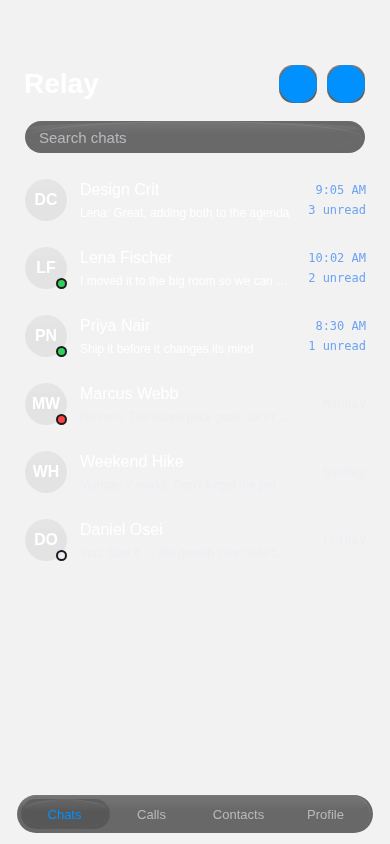 Relay
Search chats
DC
Design Crit
9:05 AM
Lena: Great, adding both to the agenda
3 unread
LF
Lena Fischer
10:02 AM
I moved it to the big room so we can ...
2 unread
PN
Priya Nair
8:30 AM
Ship it before it changes its mind
1 unread
MW
Marcus Webb
WH
Weekend Hike
DO
Daniel Osei
Chats
Calls
Contacts
Profile